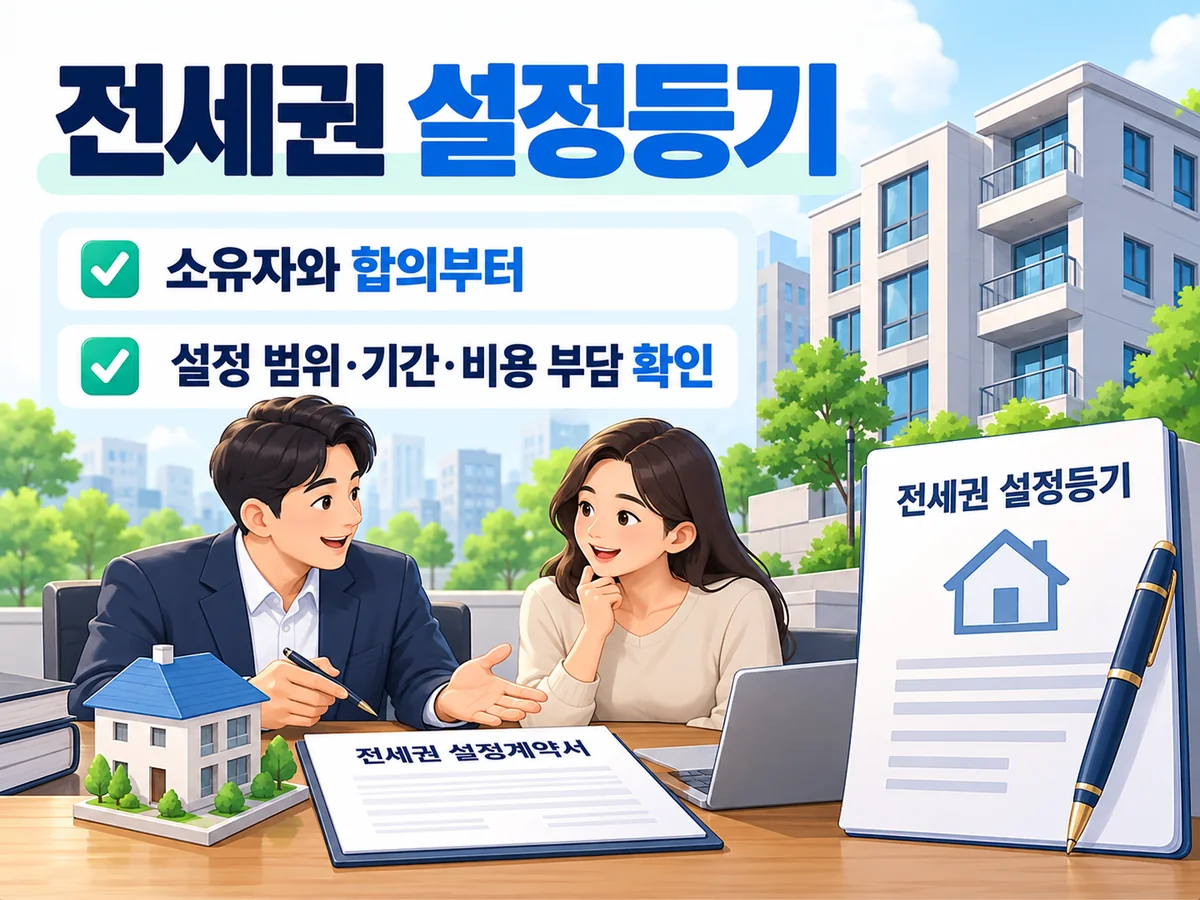 전세권 설정등기
소유자와 합의부터
설정 범위·기간·비용 부담 확인
전세권 설정등기
전세권 설정계약서